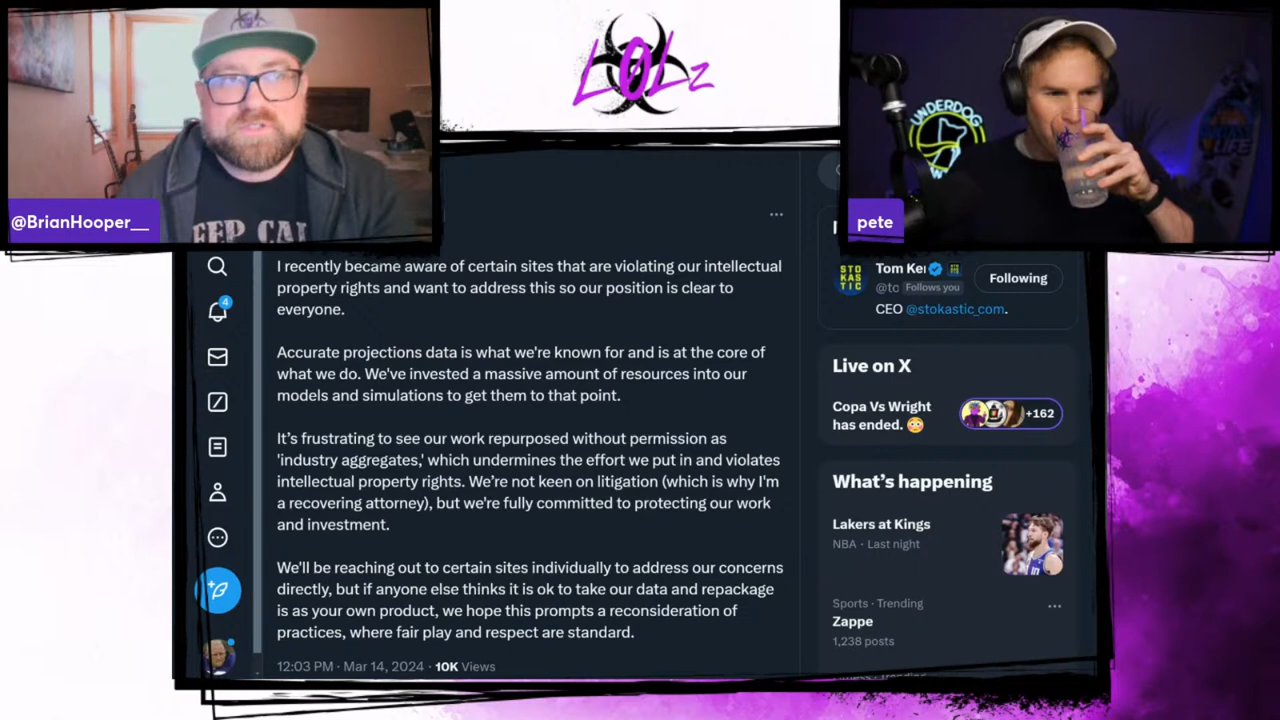 LOLz
UNDERDOG
KEEP CAL
@BrianHooper__
pete
I recently became aware of certain sites that are violating our intellectual
property rights and want to address this so our position is clear to
everyone.
Accurate projections data is what we're known for and is at the core of
what we do. We've invested a massive amount of resources into our
models and simulations to get them to that point.
It's frustrating to see our work repurposed without permission as
'industry aggregates,' which undermines the effort we put in and violates
intellectual property rights. We're not keen on litigation (which is why I'm
a recovering attorney), but we're fully committed to protecting our work
and investment.
We'll be reaching out to certain sites individually to address our concerns
directly, but if anyone else thinks it is ok to take our data and repackage
is as your own product, we hope this prompts a reconsideration of
practices, where fair play and respect are standard.
12:03 PM · Mar 14, 2024 · 10K Views
4
STO
KAS
TIC
Tom Ke
@to
Follows you
Following
CEO @stokastic_com.
Live on X
Copa Vs Wright
has ended. 😳
+162
What's happening
Lakers at Kings
NBA · Last night
Sports · Trending
Zappe
1,238 posts